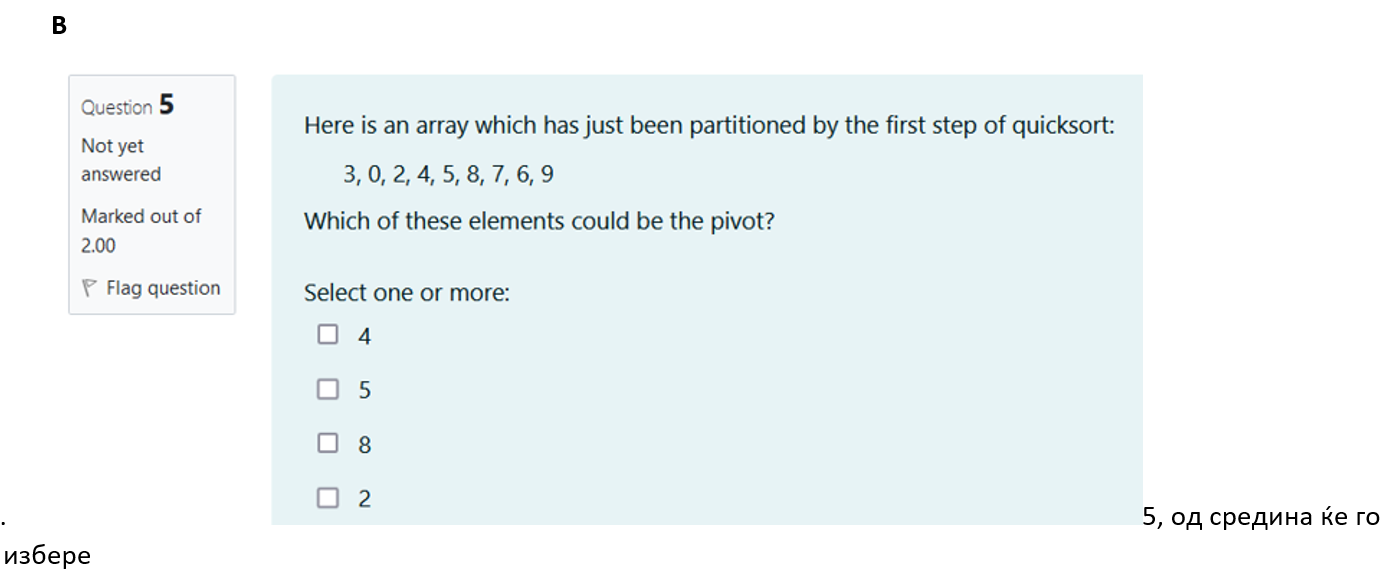 B
Question 5
Not yet
answered
Marked out of
2.00
Flag question
Here is an array which has just been partitioned by the first step of quicksort:
3, 0, 2, 4, 5, 8, 7, 6, 9
Which of these elements could be the pivot?
Select one or more:
4
5
8
2
. 5, од средина ќе го
избере